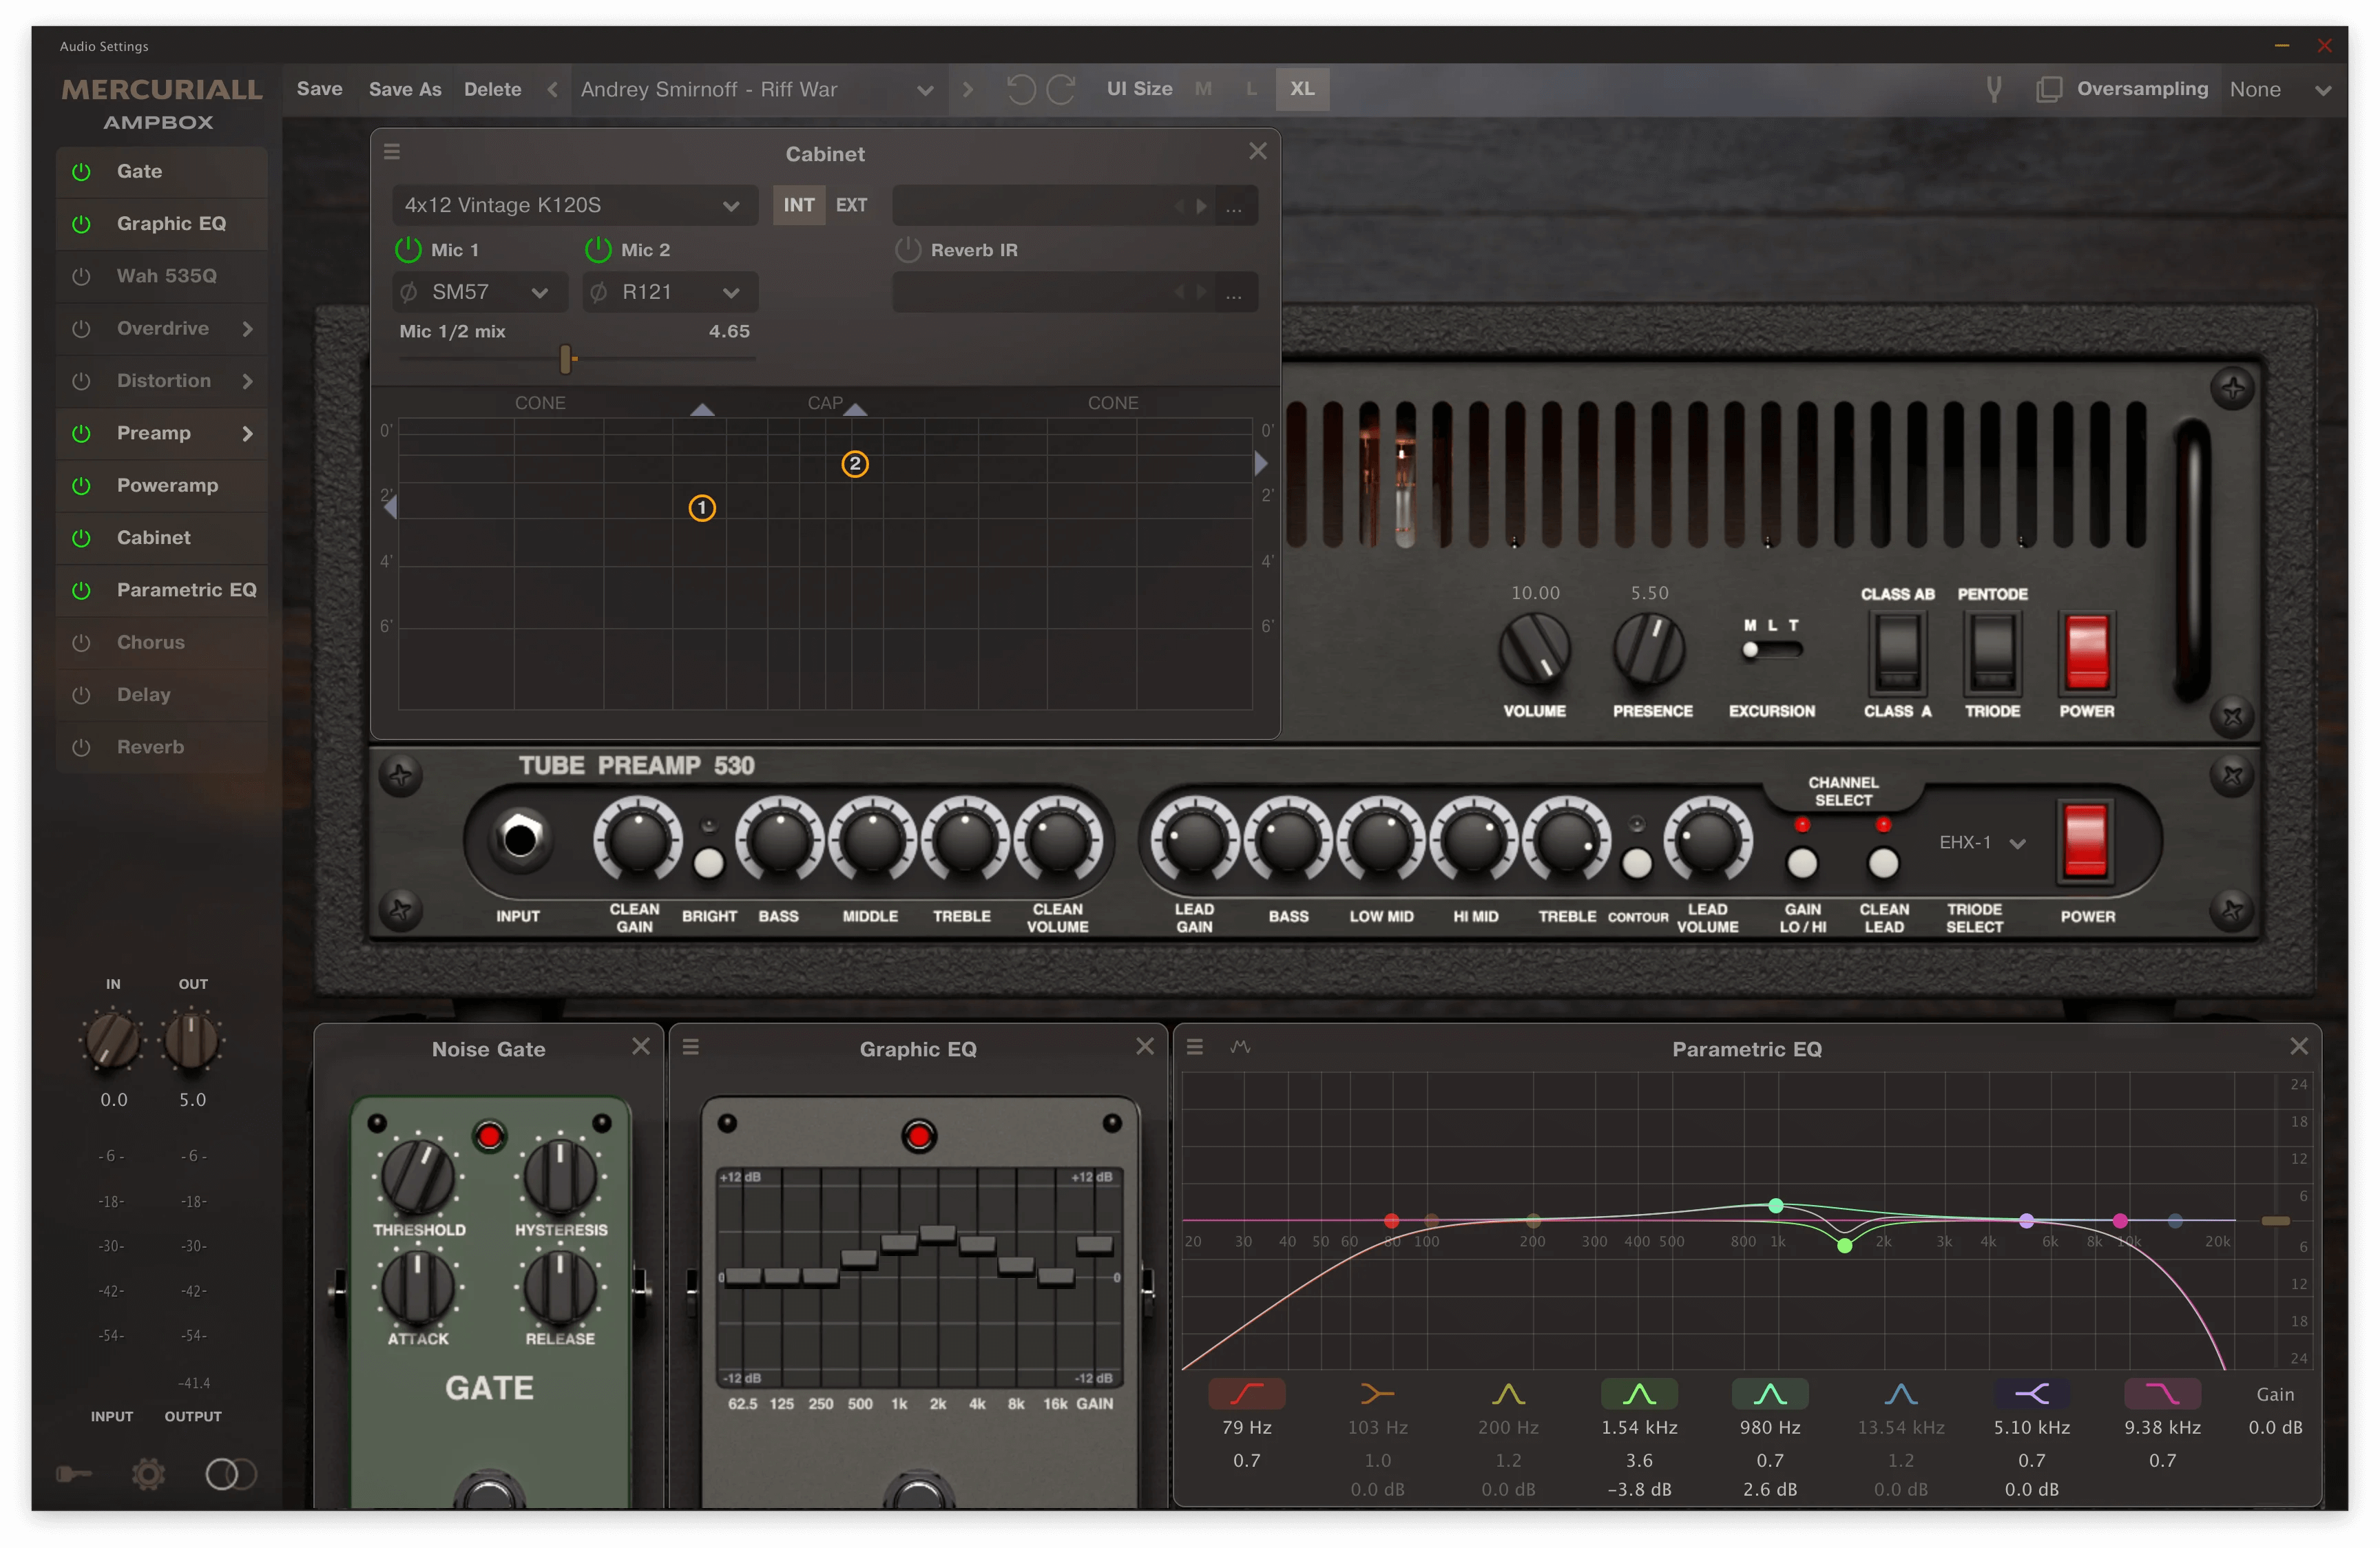 Audio Settings
MERCURIALL
AMPBOX
Save Save As Delete Andrey Smirnoff - Riff War UI Size M L XL Oversampling None
Gate
Graphic EQ
Wah 535Q
Overdrive
Distortion
Preamp
Poweramp
Cabinet
Parametric EQ
Chorus
Delay
Reverb
Cabinet
4x12 Vintage K120S INT EXT ...
Mic 1 Mic 2 Reverb IR
SM57 R121 ...
Mic 1/2 mix 4.65
CONE CAP CONE
0' 0'
2
2' 2'
1
4' 4'
6' 6'
10.00 5.50
CLASS AB PENTODE
M L T
VOLUME PRESENCE EXCURSION CLASS A TRIODE POWER
TUBE PREAMP 530
CHANNEL
SELECT
EHX-1
INPUT CLEAN GAIN BRIGHT BASS MIDDLE TREBLE CLEAN VOLUME LEAD GAIN BASS LOW MID HI MID TREBLE CONTOUR LEAD VOLUME GAIN LO / HI CLEAN LEAD TRIODE SELECT POWER
IN OUT
0.0 5.0
-6- -6-
-18- -18-
-30- -30-
-42- -42-
-54- -54-
-41.4
INPUT OUTPUT
Noise Gate
THRESHOLD HYSTERESIS
ATTACK RELEASE
GATE
Graphic EQ
+12 dB +12 dB
0 0
-12 dB -12 dB
62.5 125 250 500 1k 2k 4k 8k 16k GAIN
Parametric EQ
24
18
12
6
20 30 40 50 60 80 100 200 300 400 500 800 1k 2k 3k 4k 6k 8k 10k 20k
6
12
18
24
Gain
79 Hz 103 Hz 200 Hz 1.54 kHz 980 Hz 13.54 kHz 5.10 kHz 9.38 kHz 0.0 dB
0.7 1.0 1.2 3.6 0.7 1.2 0.7 0.7
0.0 dB 0.0 dB −3.8 dB 2.6 dB 0.0 dB 0.0 dB